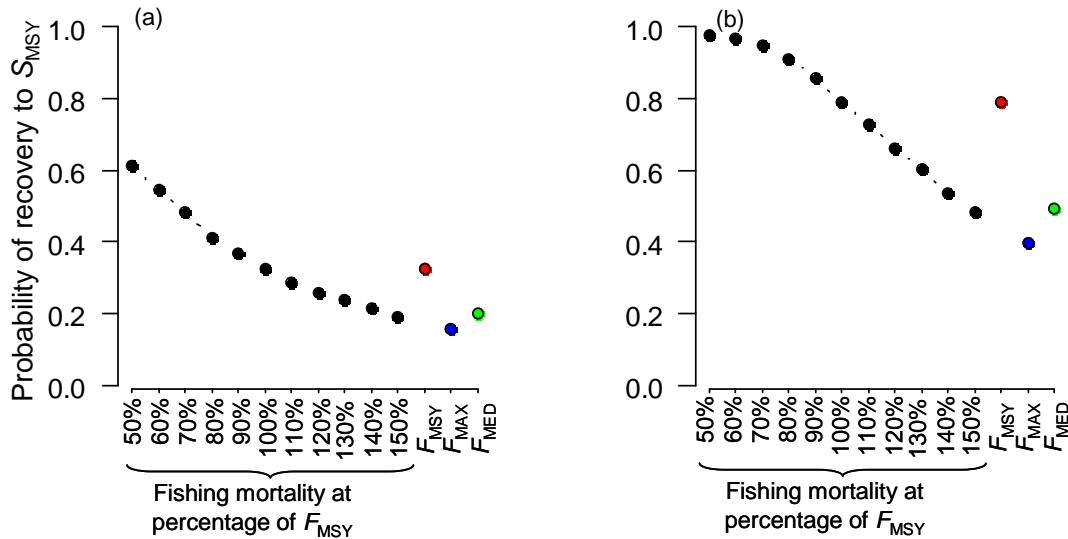 (a)
Probability of recovery to SMSY
1.0
0.8
0.6
0.4
0.2
0.0
50%
60%
70%
80%
90%
100%
110%
120%
130%
140%
150%
FMSY
FMAX
FMED
Fishing mortality at
percentage of FMSY
(b)
1.0
0.8
0.6
0.4
0.2
0.0
50%
60%
70%
80%
90%
100%
110%
120%
130%
140%
150%
FMSY
FMAX
FMED
Fishing mortality at
percentage of FMSY